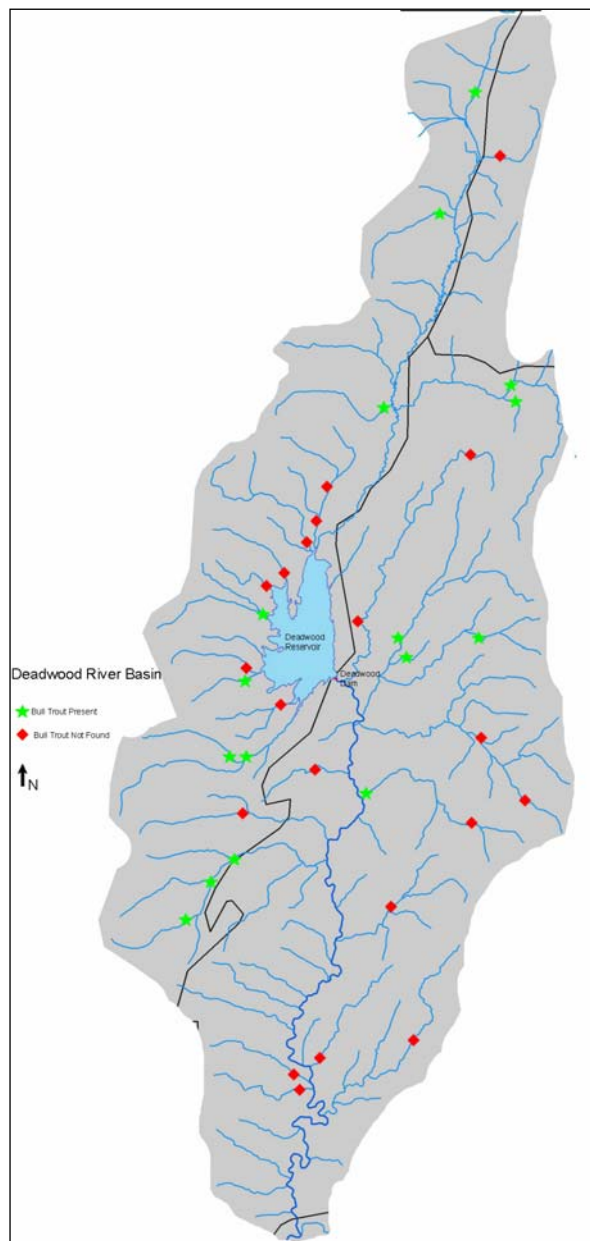 Deadwood
Reservoir
Deadwood
Dam
Deadwood River Basin
Bull Trout Present
Bull Trout Not Found
N